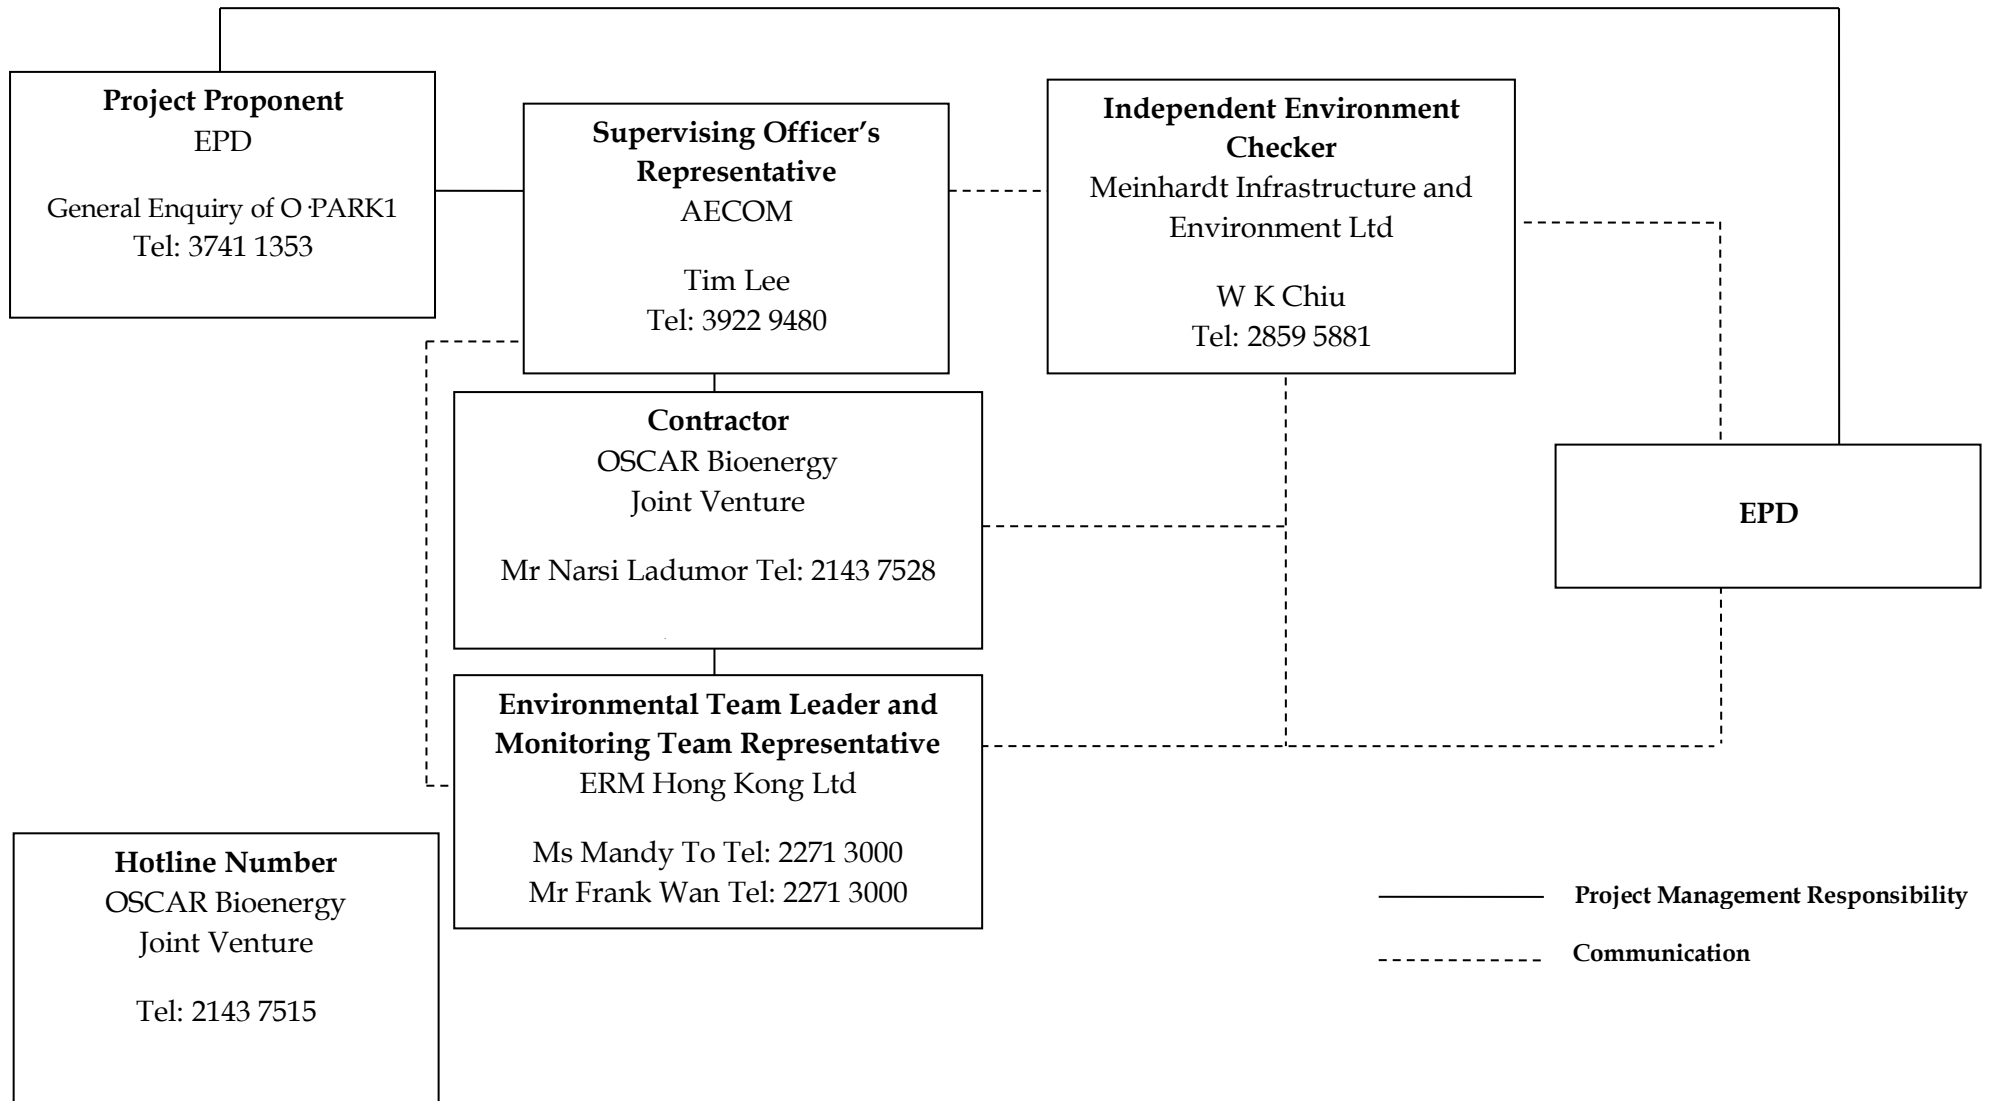 Project Proponent
EPD
General Enquiry of O·PARK1
Tel: 3741 1353
Supervising Officer’s
Representative
AECOM
Tim Lee
Tel: 3922 9480
Independent Environment
Checker
Meinhardt Infrastructure and
Environment Ltd
W K Chiu
Tel: 2859 5881
Contractor
OSCAR Bioenergy
Joint Venture
Mr Narsi Ladumor Tel: 2143 7528
EPD
Environmental Team Leader and
Monitoring Team Representative
ERM Hong Kong Ltd
Ms Mandy To Tel: 2271 3000
Mr Frank Wan Tel: 2271 3000
Hotline Number
OSCAR Bioenergy
Joint Venture
Tel: 2143 7515
Project Management Responsibility
Communication